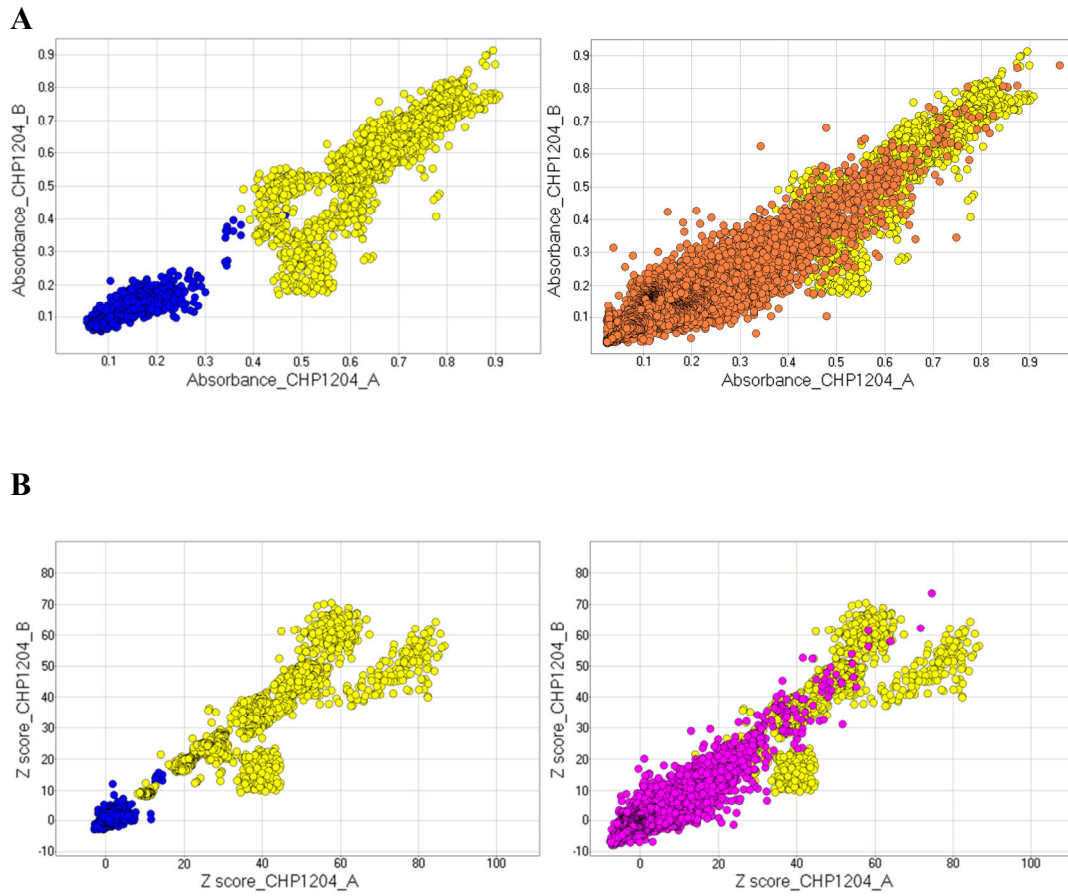 A
0.9
0.8
0.7
0.6
0.5
0.4
0.3
0.2
0.1
Absorbance_CHP1204_B
0.1 0.2 0.3 0.4 0.5 0.6 0.7 0.8 0.9
Absorbance_CHP1204_A
0.9
0.8
0.7
0.6
0.5
0.4
0.3
0.2
0.1
Absorbance_CHP1204_B
0.1 0.2 0.3 0.4 0.5 0.6 0.7 0.8 0.9
Absorbance_CHP1204_A
B
80
70
60
50
40
30
20
10
0
-10
Z score_CHP1204_B
0 20 40 60 80 100
Z score_CHP1204_A
80
70
60
50
40
30
20
10
0
-10
Z score_CHP1204_B
0 20 40 60 80 100
Z score_CHP1204_A